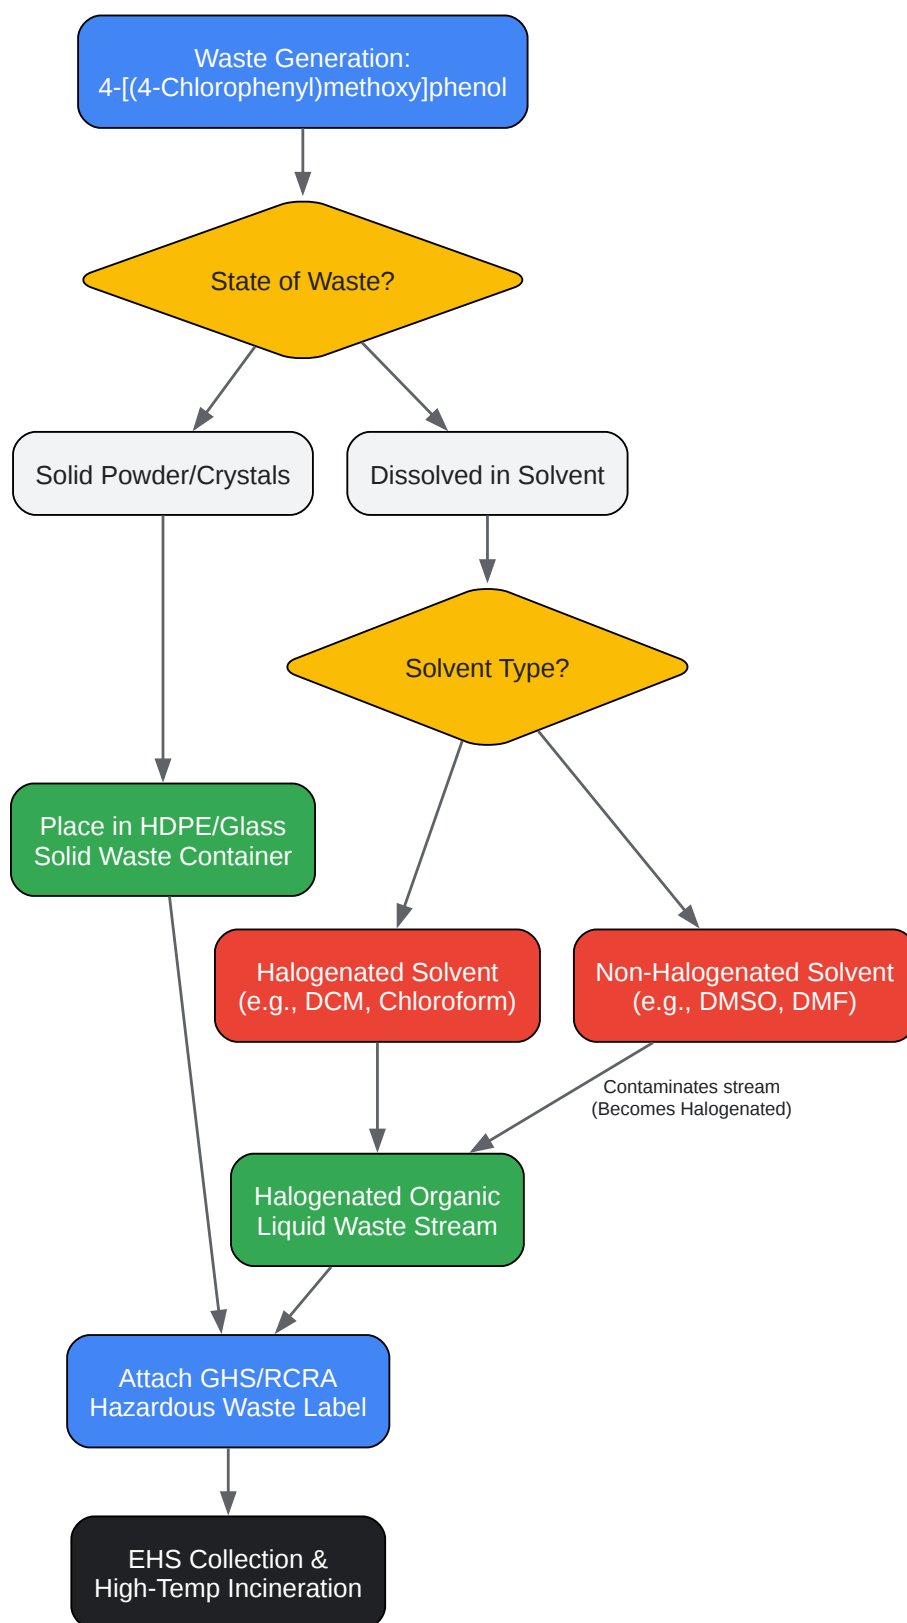 Waste Generation:
4-[(4-Chlorophenyl)methoxy]phenol
State of Waste?
Solid Powder/Crystals
Dissolved in Solvent
Solvent Type?
Place in HDPE/Glass
Solid Waste Container
Halogenated Solvent
(e.g., DCM, Chloroform)
Non-Halogenated Solvent
(e.g., DMSO, DMF)
Contaminates stream
(Becomes Halogenated)
Halogenated Organic
Liquid Waste Stream
Attach GHS/RCRA
Hazardous Waste Label
EHS Collection &
High-Temp Incineration